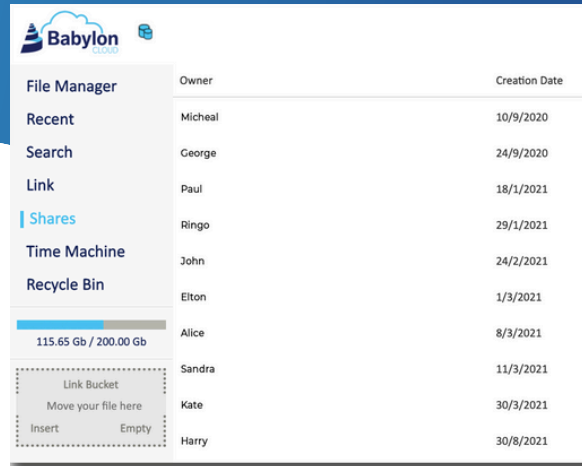 Babylon
CLOUD
File Manager
Recent
Search
Link
Shares
Time Machine
Recycle Bin
115.65 Gb / 200.00 Gb
Link Bucket
Move your file here
Insert Empty
Owner Creation Date
Micheal 10/9/2020
George 24/9/2020
Paul 18/1/2021
Ringo 29/1/2021
John 24/2/2021
Elton 1/3/2021
Alice 8/3/2021
Sandra 11/3/2021
Kate 30/3/2021
Harry 30/8/2021